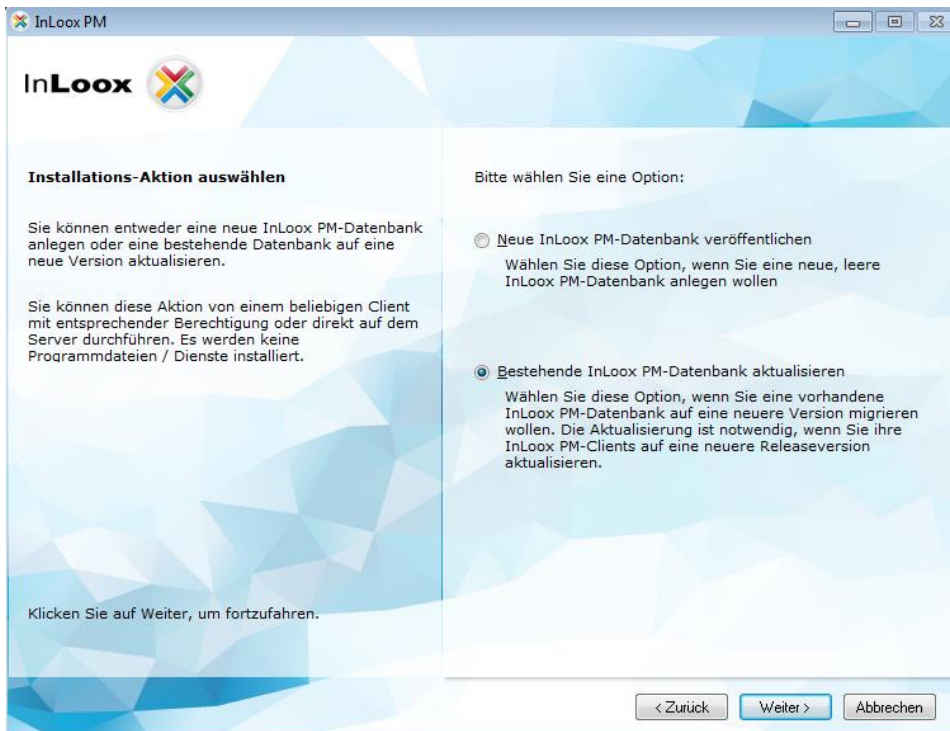 InLoox PM
InLoox
Installations-Aktion auswählen
Sie können entweder eine neue InLoox PM-Datenbank
anlegen oder eine bestehende Datenbank auf eine
neue Version aktualisieren.
Sie können diese Aktion von einem beliebigen Client
mit entsprechender Berechtigung oder direkt auf dem
Server durchführen. Es werden keine
Programmdateien / Dienste installiert.
Klicken Sie auf Weiter, um fortzufahren.
Bitte wählen Sie eine Option:
Neue InLoox PM-Datenbank veröffentlichen
Wählen Sie diese Option, wenn Sie eine neue, leere
InLoox PM-Datenbank anlegen wollen
Bestehende InLoox PM-Datenbank aktualisieren
Wählen Sie diese Option, wenn Sie eine vorhandene
InLoox PM-Datenbank auf eine neuere Version migrieren
wollen. Die Aktualisierung ist notwendig, wenn Sie ihre
InLoox PM-Clients auf eine neuere Releaseversion
aktualisieren.
< Zurück
Weiter >
Abbrechen